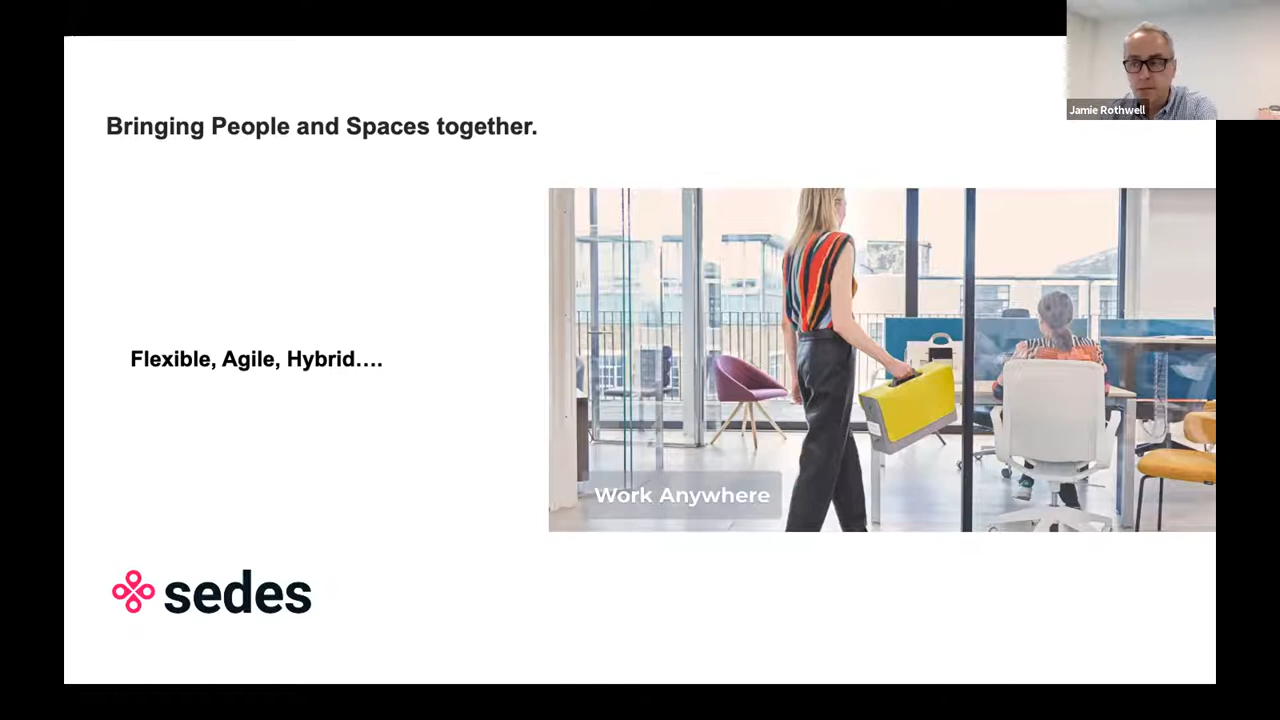 Bringing People and Spaces together.
Jamie Rothwell
Flexible, Agile, Hybrid....
Work Anywhere
sedes